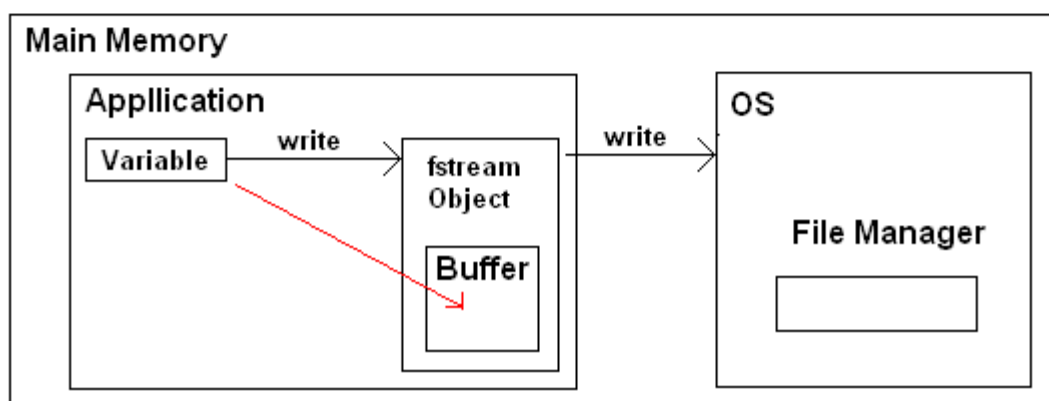 Main Memory
Appllication
OS
write
write
Variable
fstream
Object
File Manager
Buffer